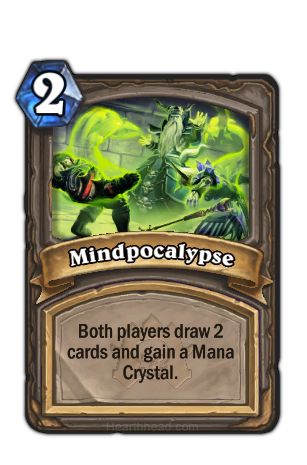 2
Mindpocalypse
Both players draw 2
cards and gain a Mana
Crystal.
Hearthhead.com